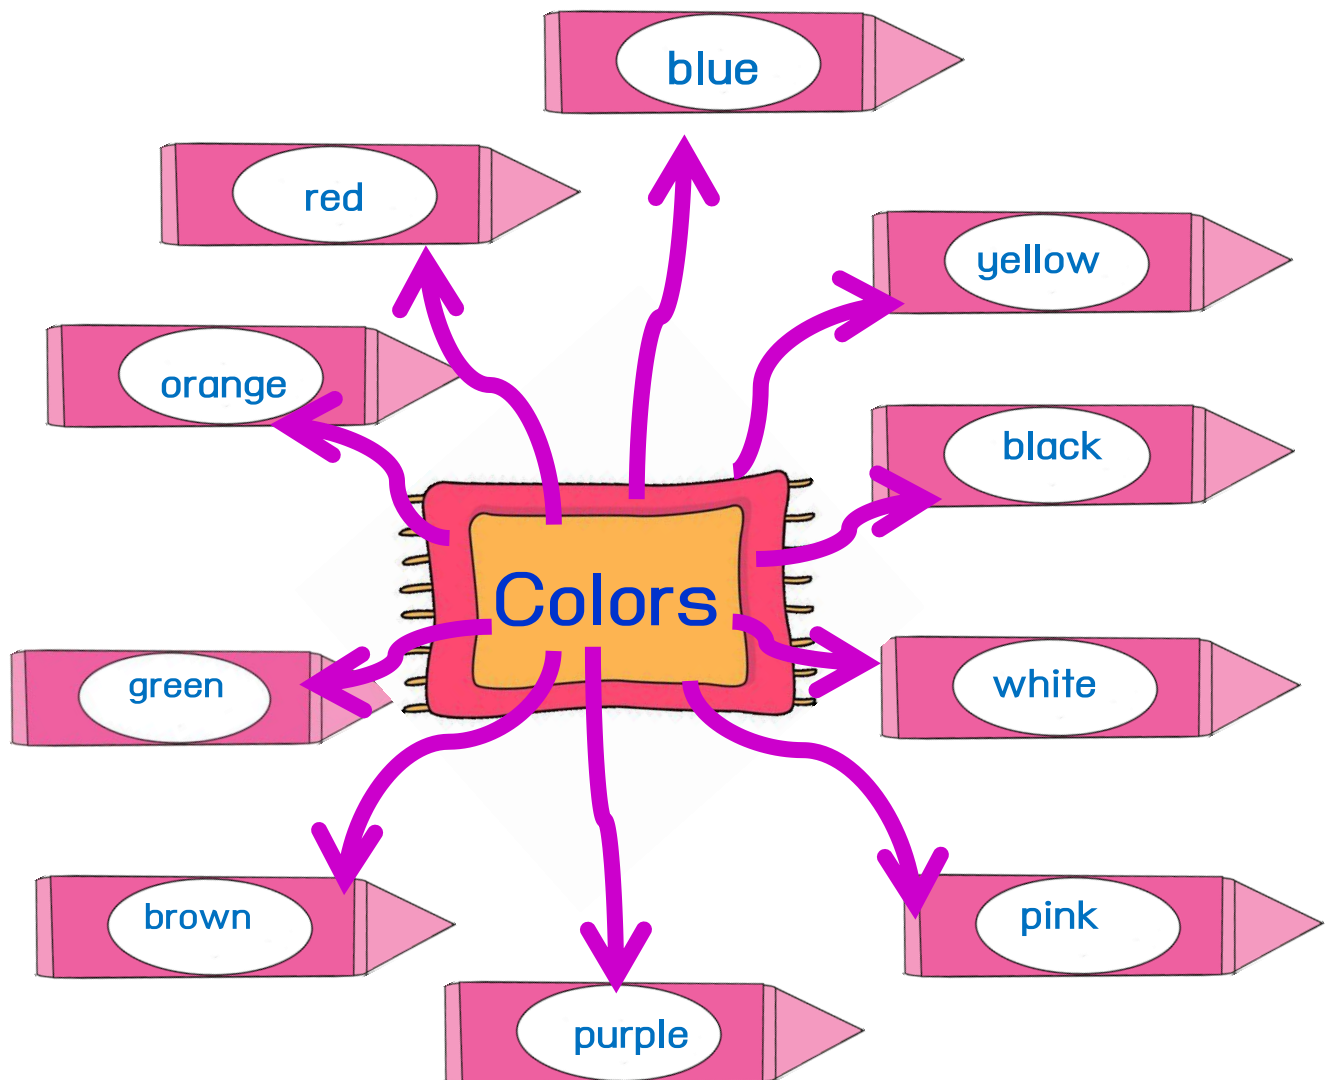 blue
red
yellow
orange
black
Colors
green
white
brown
pink
purple